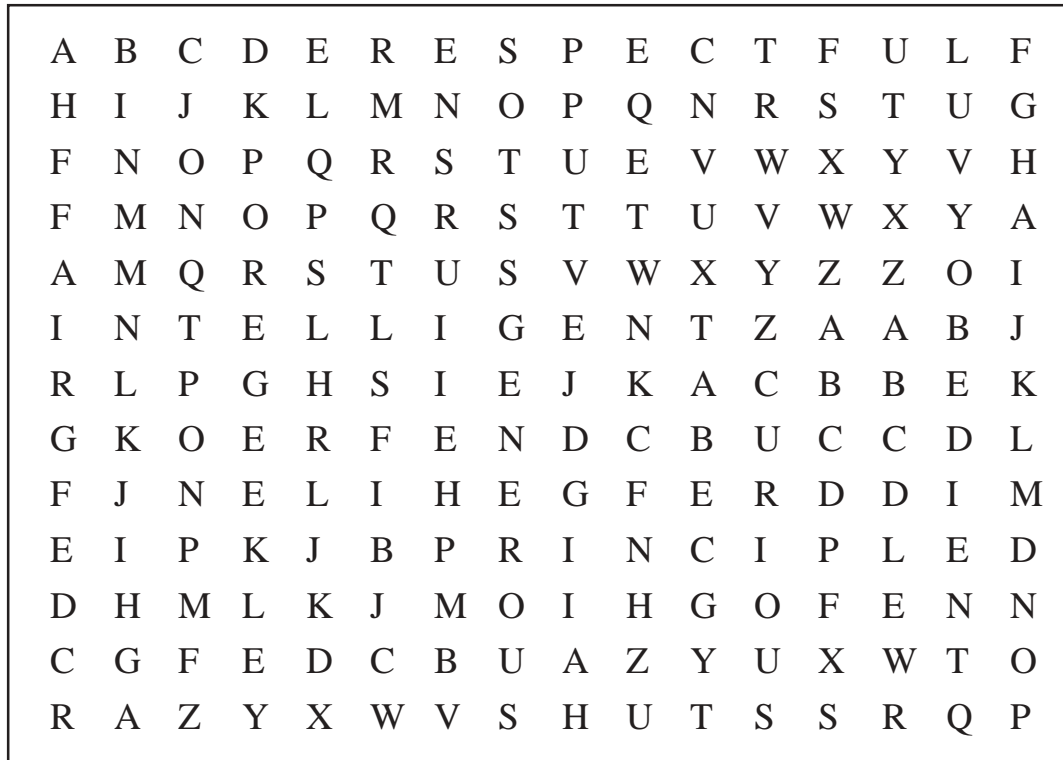 A B C D E R E S P E C T F U L F
H I J K L M N O P Q N R S T U G
F N O P Q R S T U E V W X Y V H
F M N O P Q R S T T U V W X Y A
A M Q R S T U S V W X Y Z Z O I
I N T E L L I G E N T Z A A B J
R L P G H S I E J K A C B B E K
G K O E R F E N D C B U C C D L
F J N E L I H E G F E R D D I M
E I P K J B P R I N C I P L E D
D H M L K J M O I H G O F E N N
C G F E D C B U A Z Y U X W T O
R A Z Y X W V S H U T S S R Q P